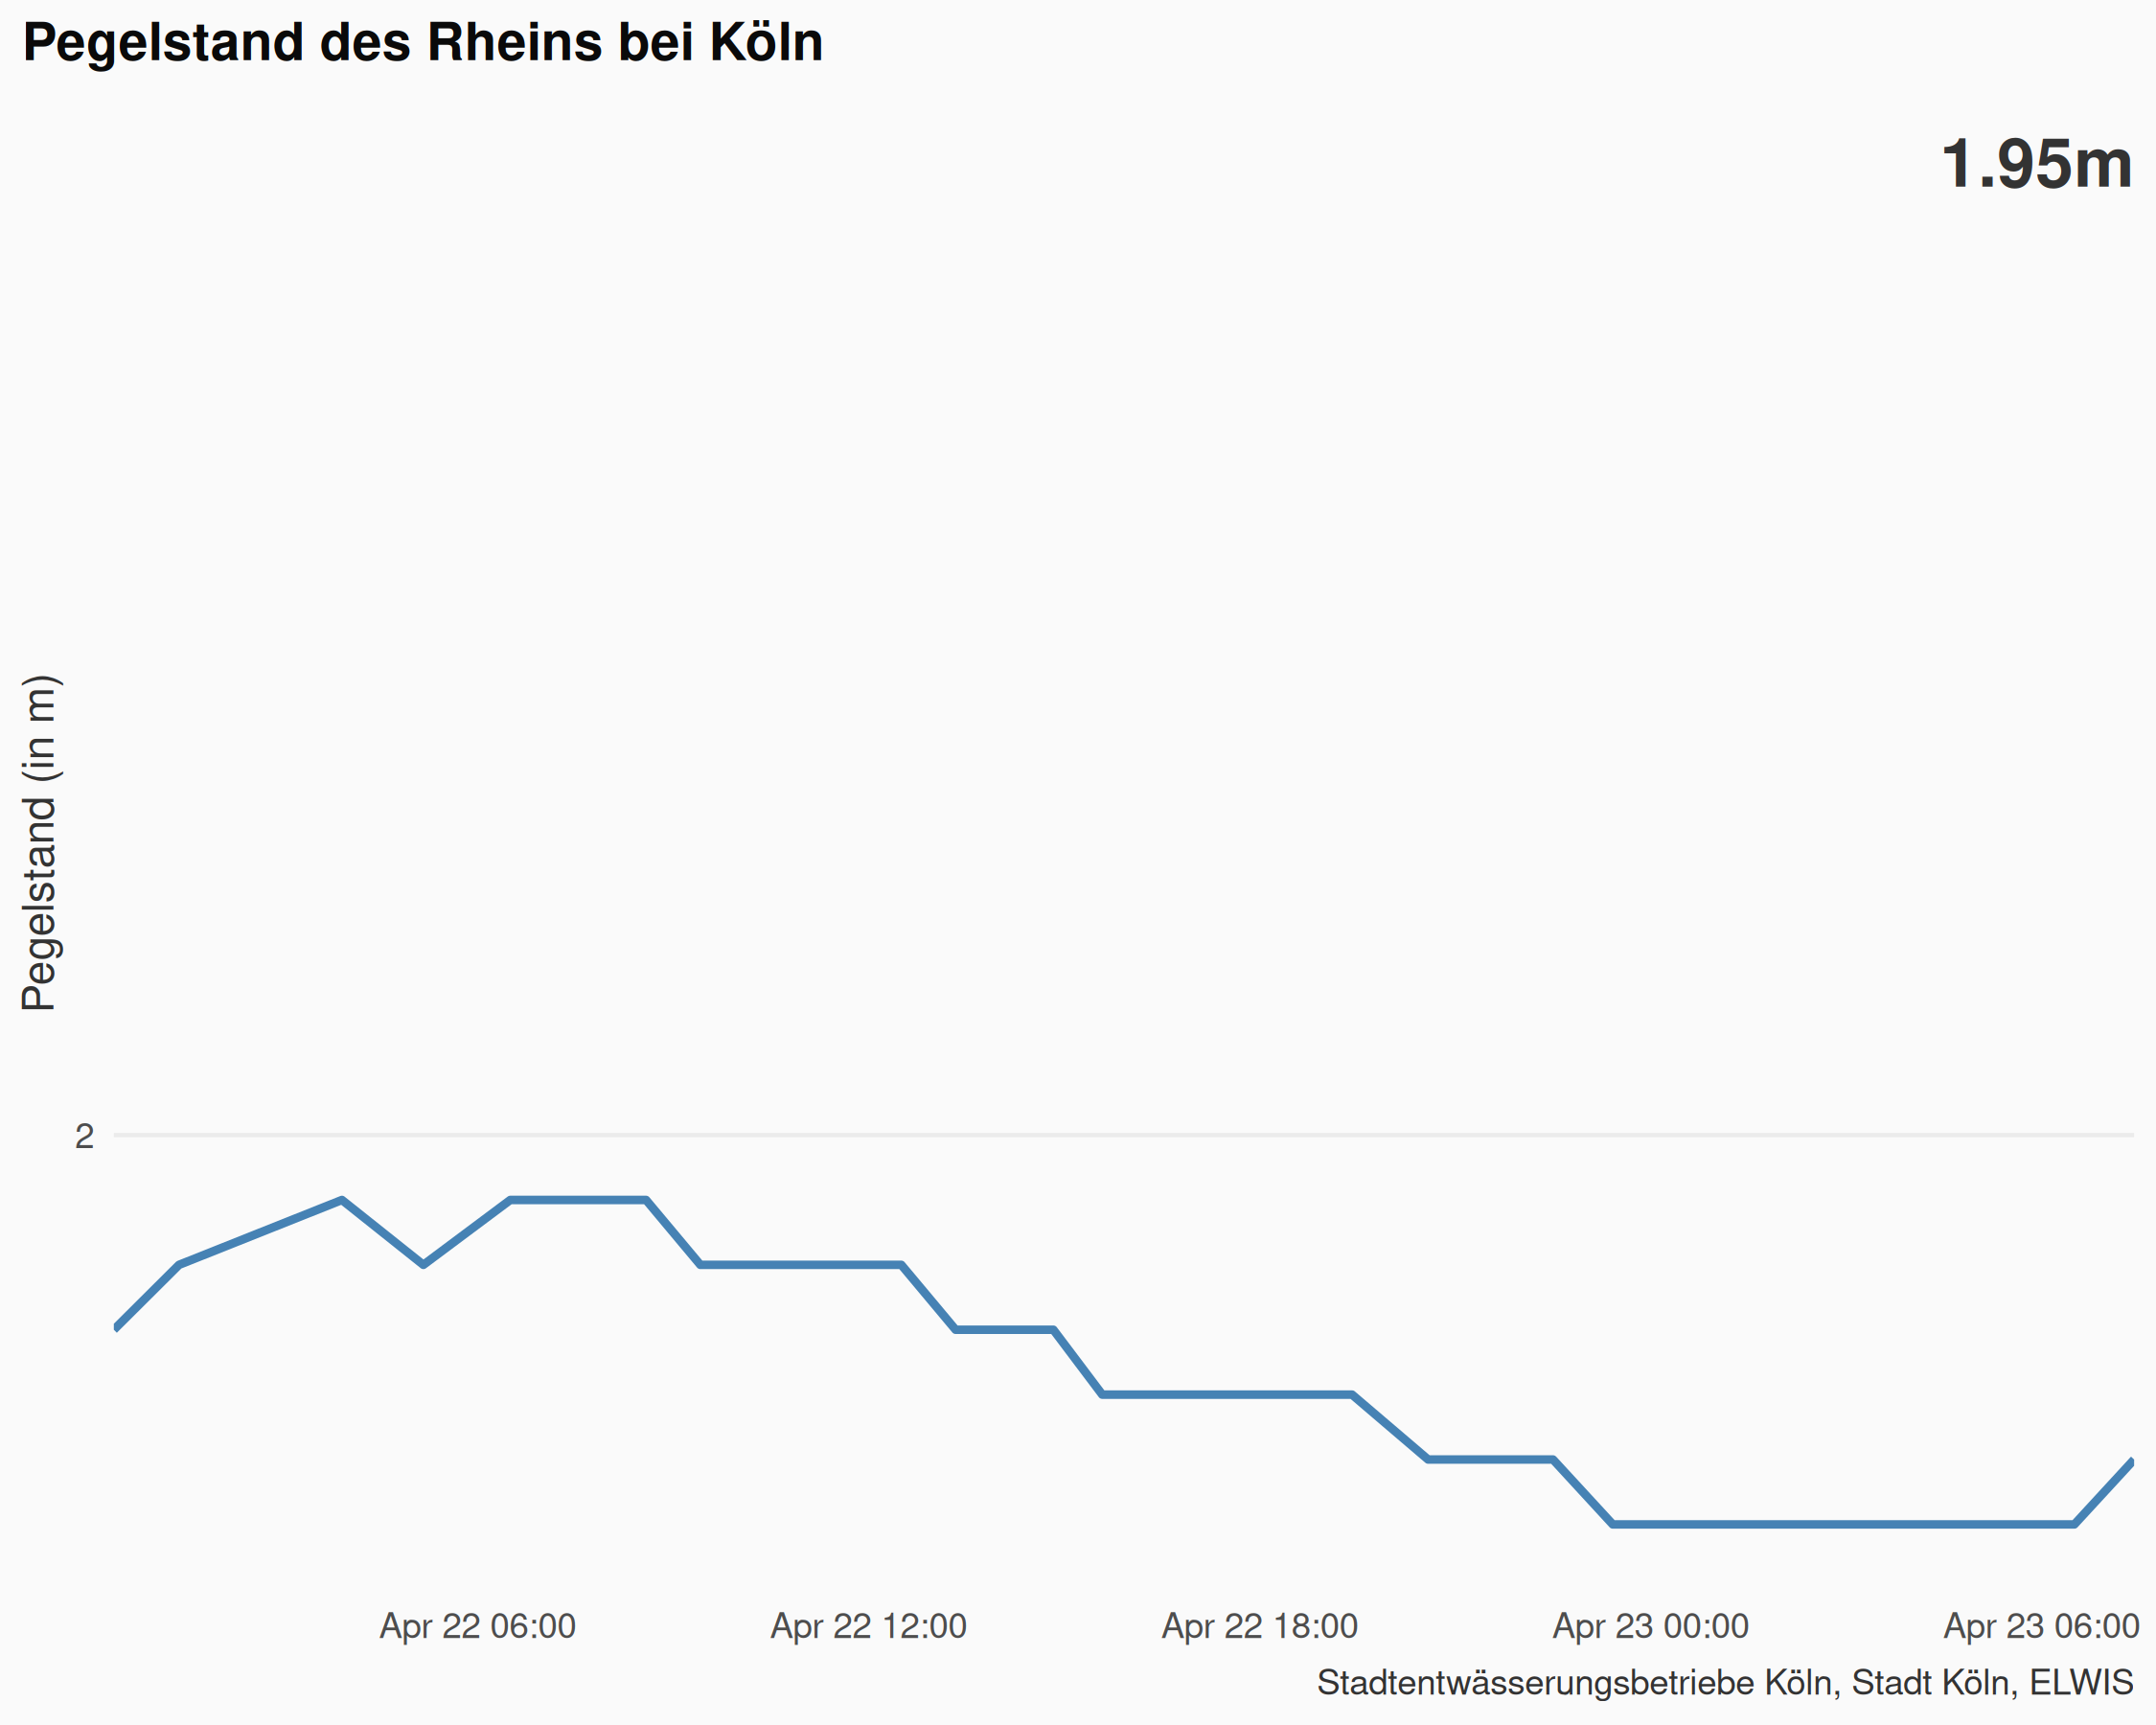 Pegelstand des Rheins bei Köln
1.95m
Pegelstand (in m)
2
Apr 22 06:00
Apr 22 12:00
Apr 22 18:00
Apr 23 00:00
Apr 23 06:00
Stadtentwässerungsbetriebe Köln, Stadt Köln, ELWIS